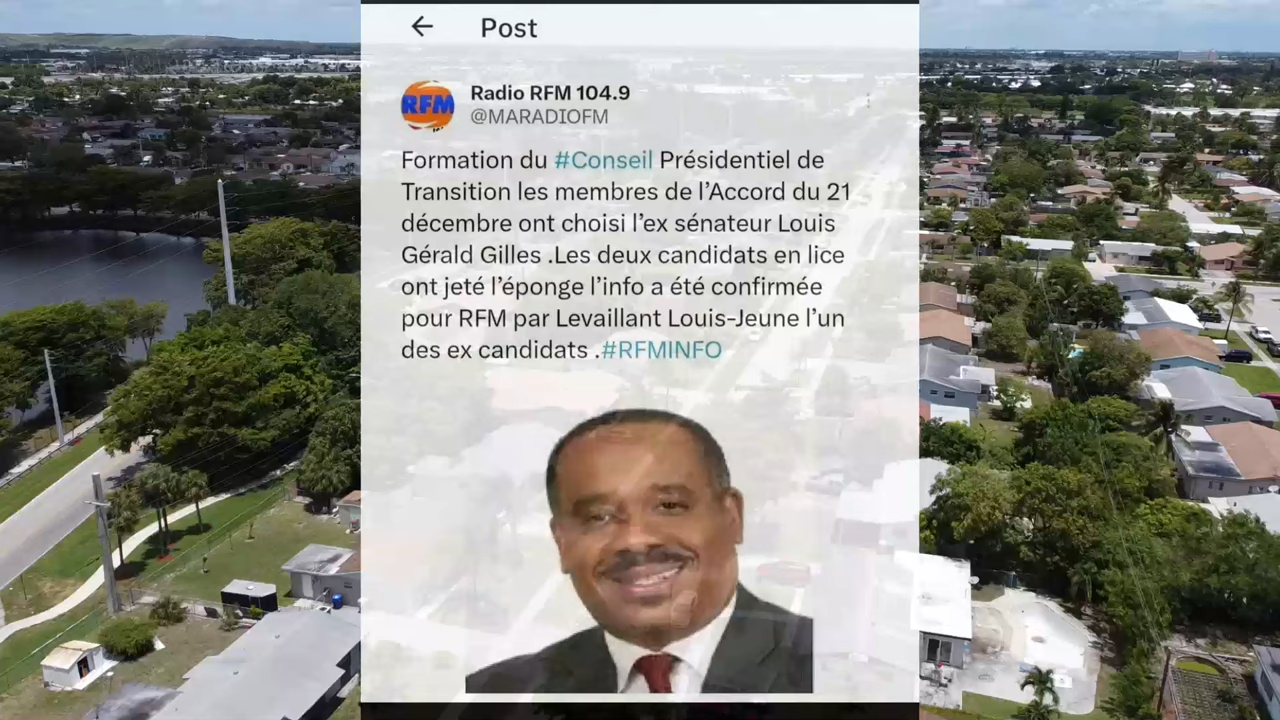 Post
RFM
Radio RFM 104.9
@MARADIOFM
Formation du #Conseil Présidentiel de
Transition les membres de l’Accord du 21
décembre ont choisi l’ex sénateur Louis
Gérald Gilles .Les deux candidats en lice
ont jeté l’éponge l’info a été confirmée
pour RFM par Levaillant Louis-Jeune l’un
des ex candidats .#RFMINFO